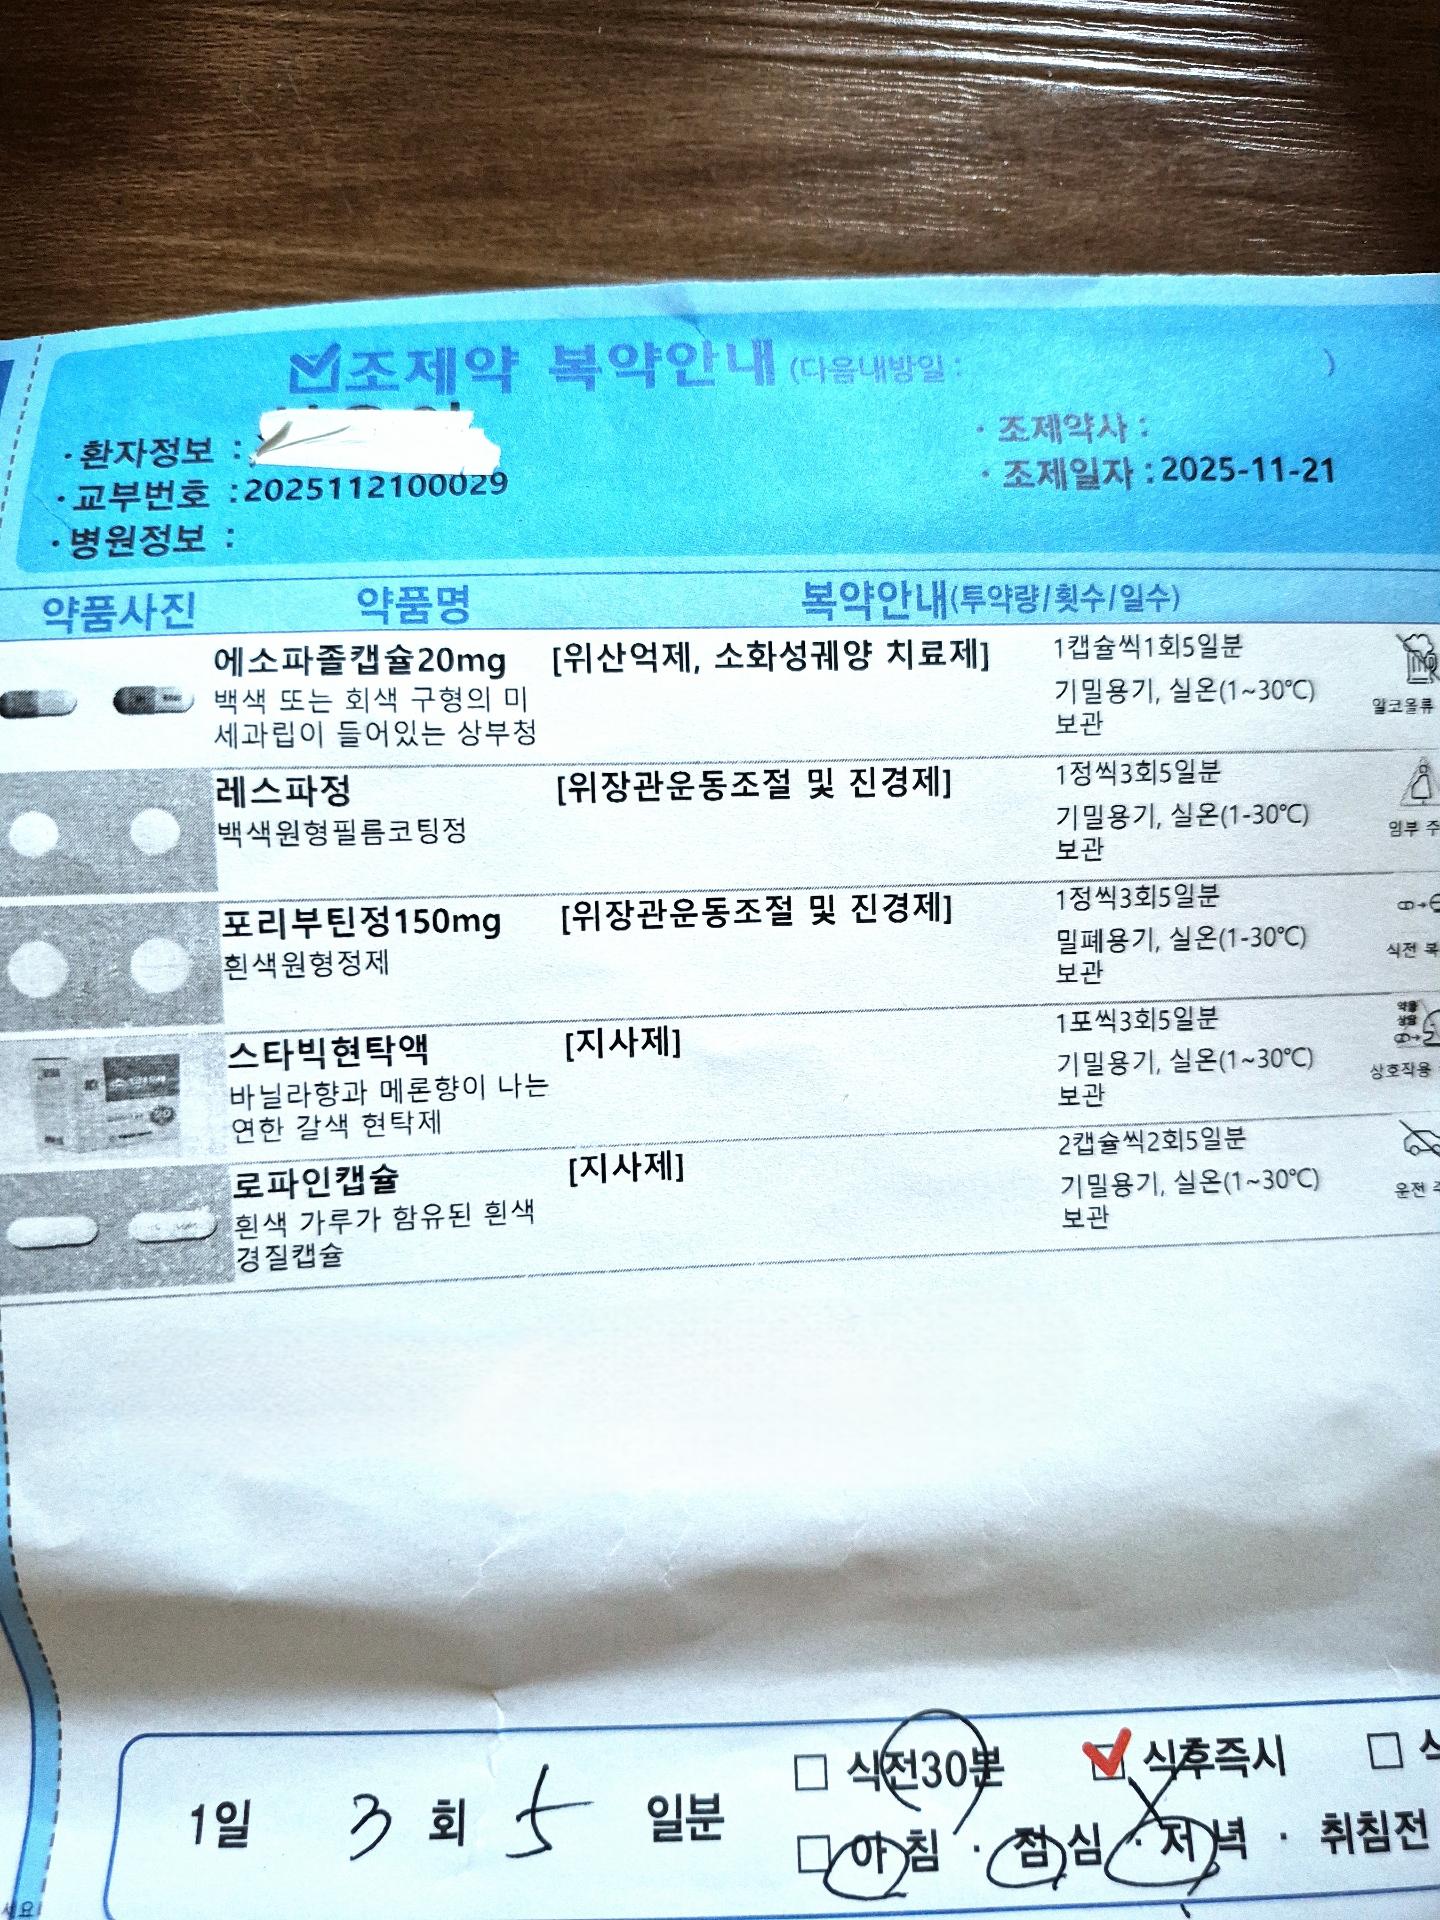 조제약 복약안내 (다음내방일 : )
· 환자정보 :
· 조제약사 :
· 교부번호 : 2025112100029
· 조제일자 : 2025-11-21
· 병원정보 :
약품사진 약품명 복약안내(투약량/횟수/일수)
에소파졸캡슐20mg [위산억제, 소화성궤양 치료제] 1캡슐씩1회5일분
백색 또는 회색 구형의 미 기밀용기, 실온(1~30℃)
세과립이 들어있는 상부청 보관
알코올류
레스파정 [위장관운동조절 및 진경제] 1정씩3회5일분
백색원형필름코팅정 기밀용기, 실온(1-30℃)
보관
임부 주
포리부틴정150mg [위장관운동조절 및 진경제] 1정씩3회5일분
흰색원형정제 밀폐용기, 실온(1-30℃)
보관
식전 복
스타빅현탁액 [지사제] 1포씩3회5일분
바닐라향과 메론향이 나는 기밀용기, 실온(1~30℃)
연한 갈색 현탁제 보관
약물
상담
상호작용
로파인캡슐 [지사제] 2캡슐씩2회5일분
흰색 가루가 함유된 흰색 기밀용기, 실온(1~30℃)
경질캡슐 보관
운전 주
식전30분 식후즉시 식
1일 3 회 5 일분
아침 · 점심 · 저녁 · 취침전
세요